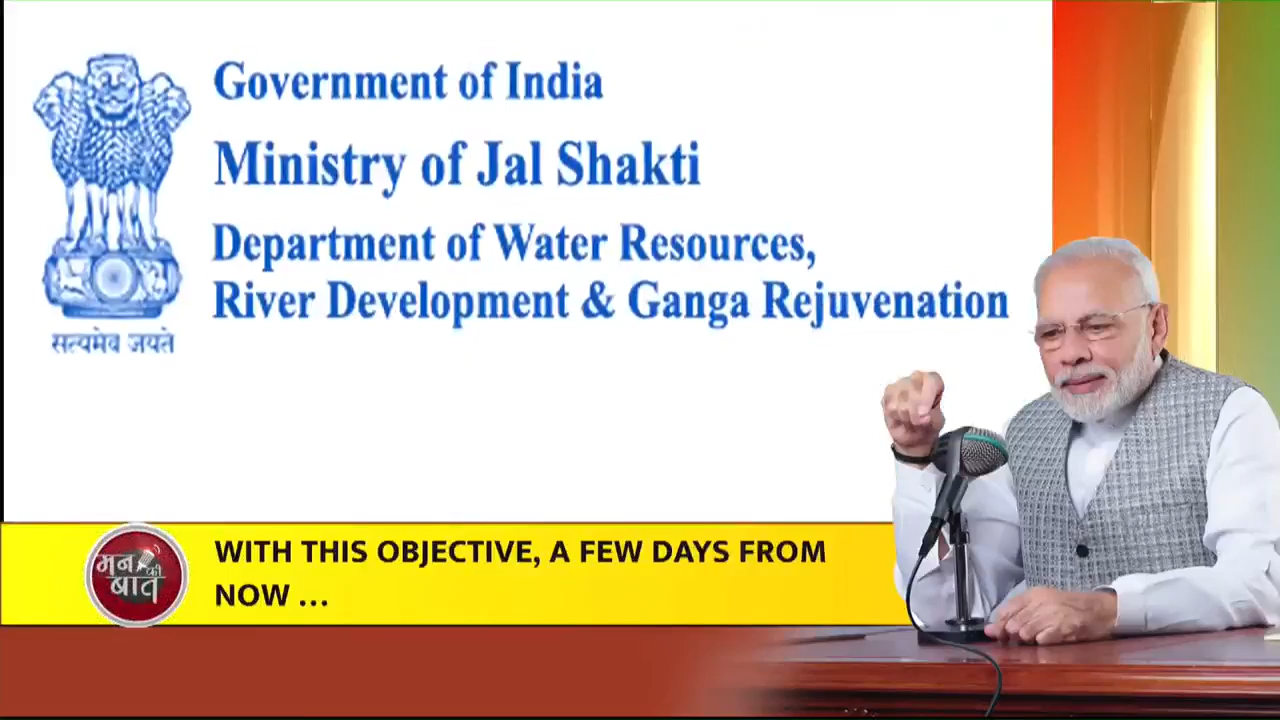 Government of India
Ministry of Jal Shakti
Department of Water Resources,
River Development & Ganga Rejuvenation
सत्यमेव जयते
मन
की
बात
WITH THIS OBJECTIVE, A FEW DAYS FROM
NOW ...